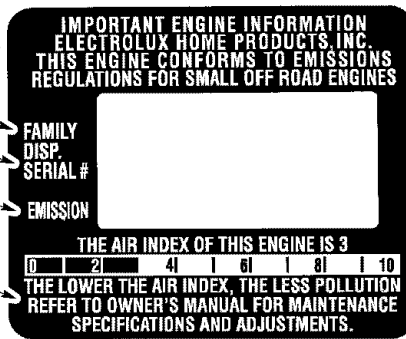 IMPORTANT ENGINE INFORMATION
ELECTROLUX HOME PRODUCTS, INC.
THIS ENGINE CONFORMS TO EMISSIONS
REGULATIONS FOR SMALL OFF ROAD ENGINES
FAMILY
DISP.
SERIAL #
EMISSION
THE AIR INDEX OF THIS ENGINE IS 3
0 2 4 6 8 10
THE LOWER THE AIR INDEX, THE LESS POLLUTION
REFER TO OWNER'S MANUAL FOR MAINTENANCE
SPECIFICATIONS AND ADJUSTMENTS.